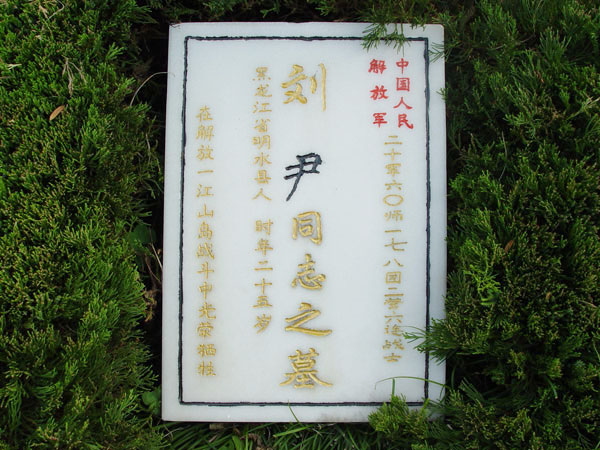 中国人民
解放军
二十军六〇师一七八团二营六连战士
刘尹同志之墓
黑龙江省明水县人 时年二十五岁
在解放一江山岛战斗中光荣牺牲